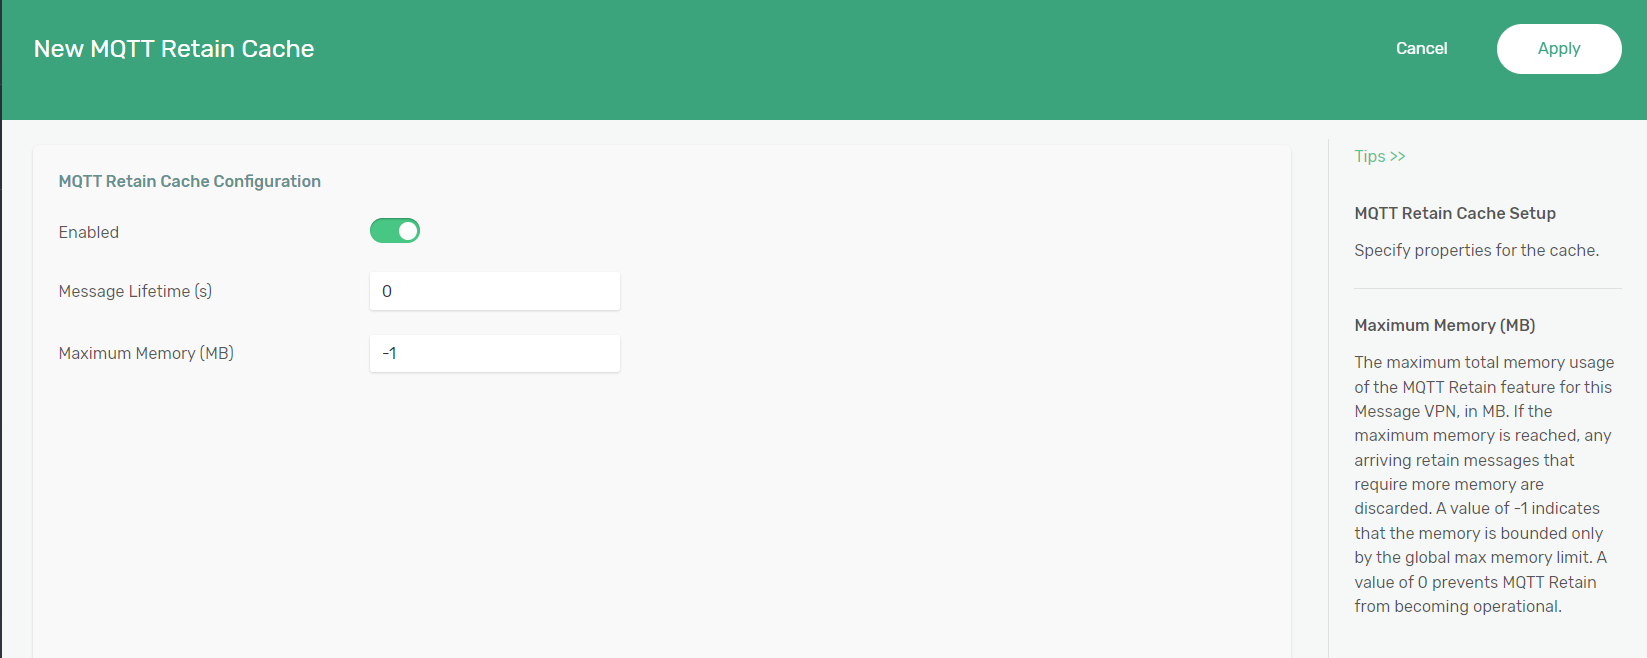 New MQTT Retain Cache
Cancel
Apply
MQTT Retain Cache Configuration
Enabled
Message Lifetime (s)
0
Maximum Memory (MB)
-1
Tips >>
MQTT Retain Cache Setup
Specify properties for the cache.
Maximum Memory (MB)
The maximum total memory usage
of the MQTT Retain feature for this
Message VPN, in MB. If the
maximum memory is reached, any
arriving retain messages that
require more memory are
discarded. A value of -1 indicates
that the memory is bounded only
by the global max memory limit. A
value of 0 prevents MQTT Retain
from becoming operational.